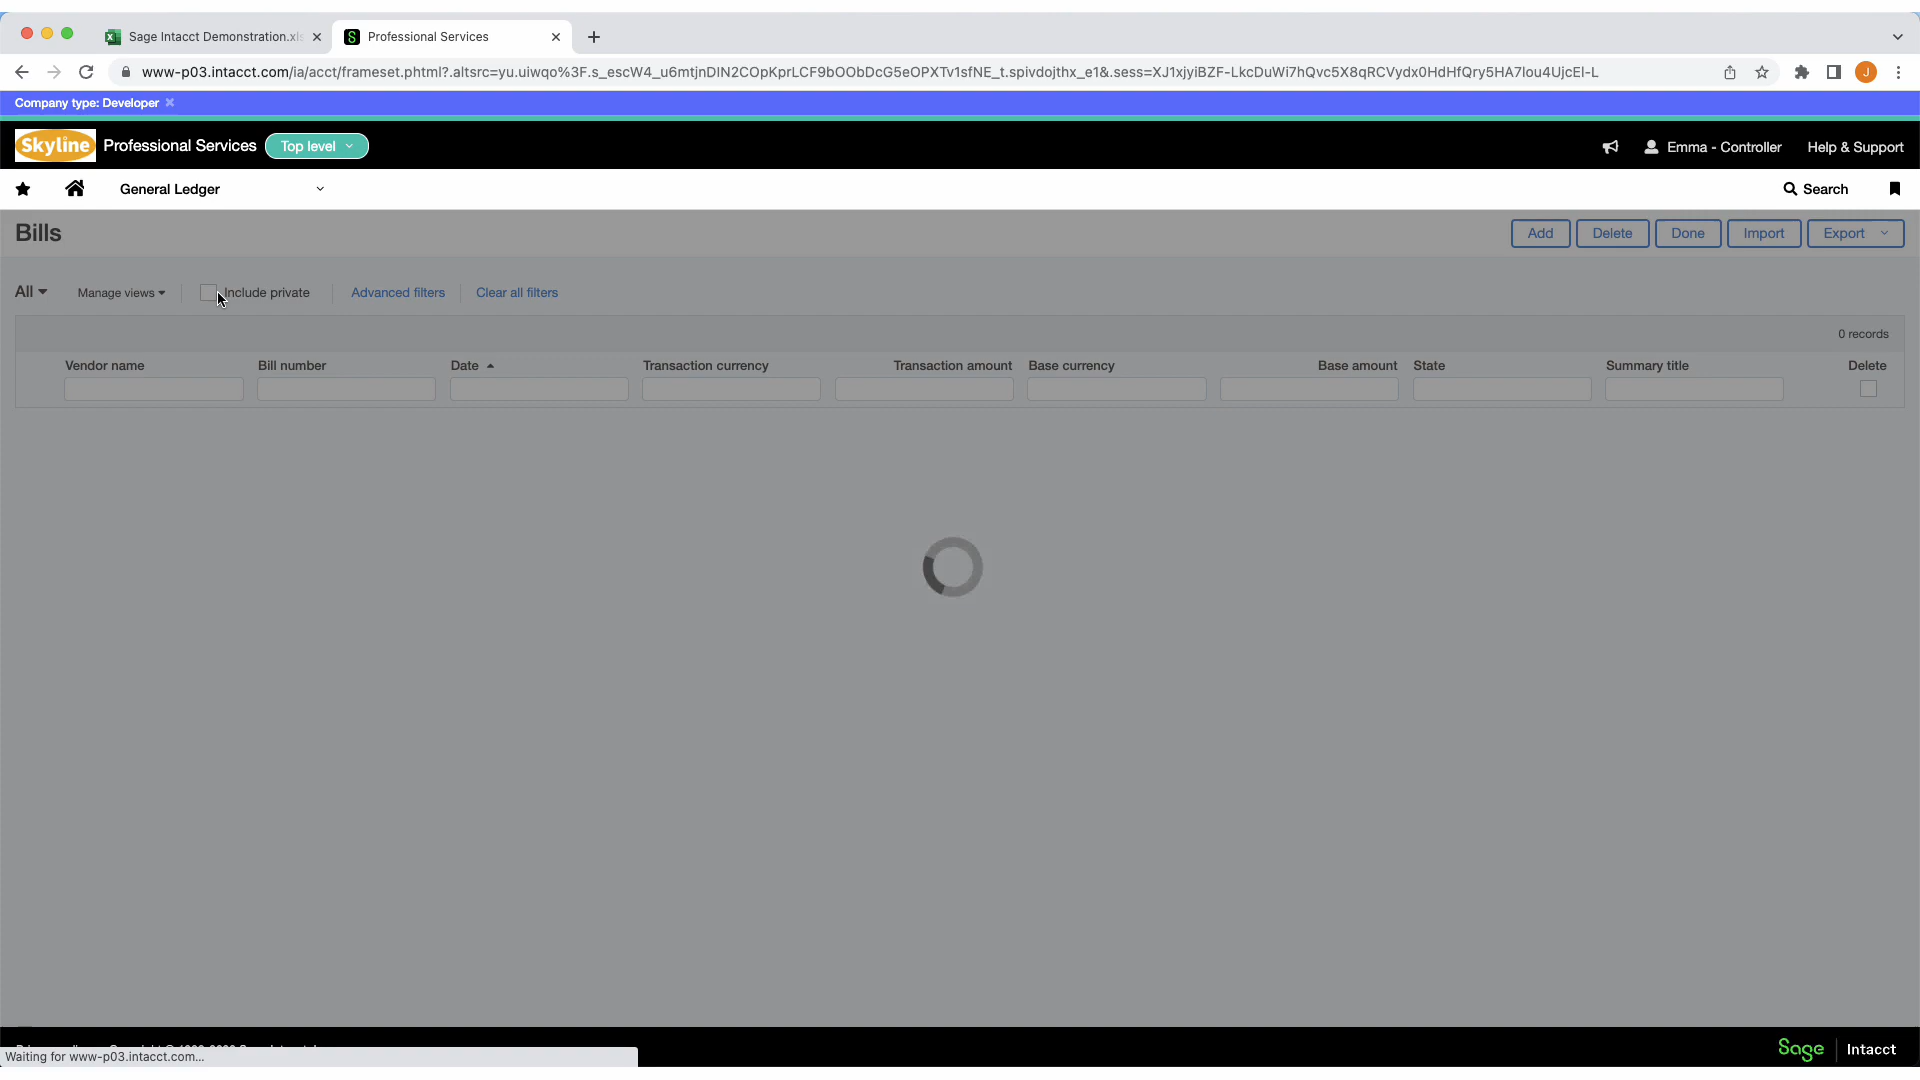 Sage Intacct Demonstration.xls
Professional Services
www-p03.intacct.com/ia/acct/frameset.phtml?.altsrc=yu.uiwqo%3F.s_escW4_u6mtjnDIN2COpKprLCF9bOObDcG5eOPXTv1sfNE_t.spivdojthx_e1&.sess=XJ1xjyiBZF-LkcDuWi7hQvc5X8qRCVydx0HdHfQry5HA7lou4UjcEl-L
J
Company type: Developer
Skyline Professional Services Top level
Emma - Controller Help & Support
General Ledger
Search
Bills
Add Delete Done Import Export
All Manage views Include private Advanced filters Clear all filters
0 records
Vendor name Bill number Date Transaction currency Transaction amount Base currency Base amount State Summary title Delete
Waiting for www-p03.intacct.com...
Sage Intacct